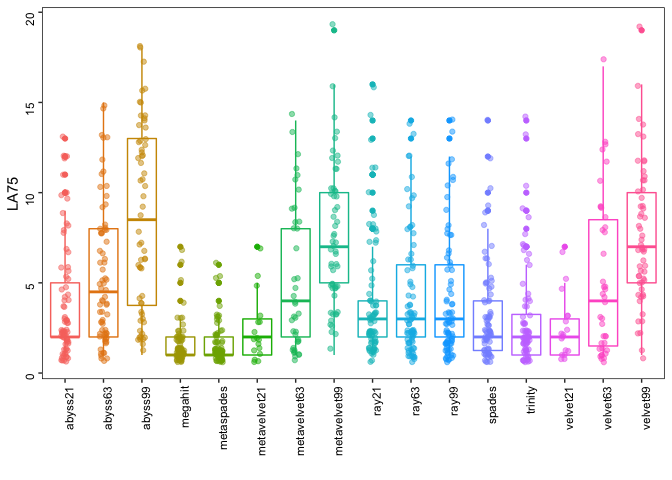 LA75
20
15
10
5
0
abyss21
abyss63
abyss99
megahit
metaspades
metavelvet21
metavelvet63
metavelvet99
ray21
ray63
ray99
spades
trinity
velvet21
velvet63
velvet99